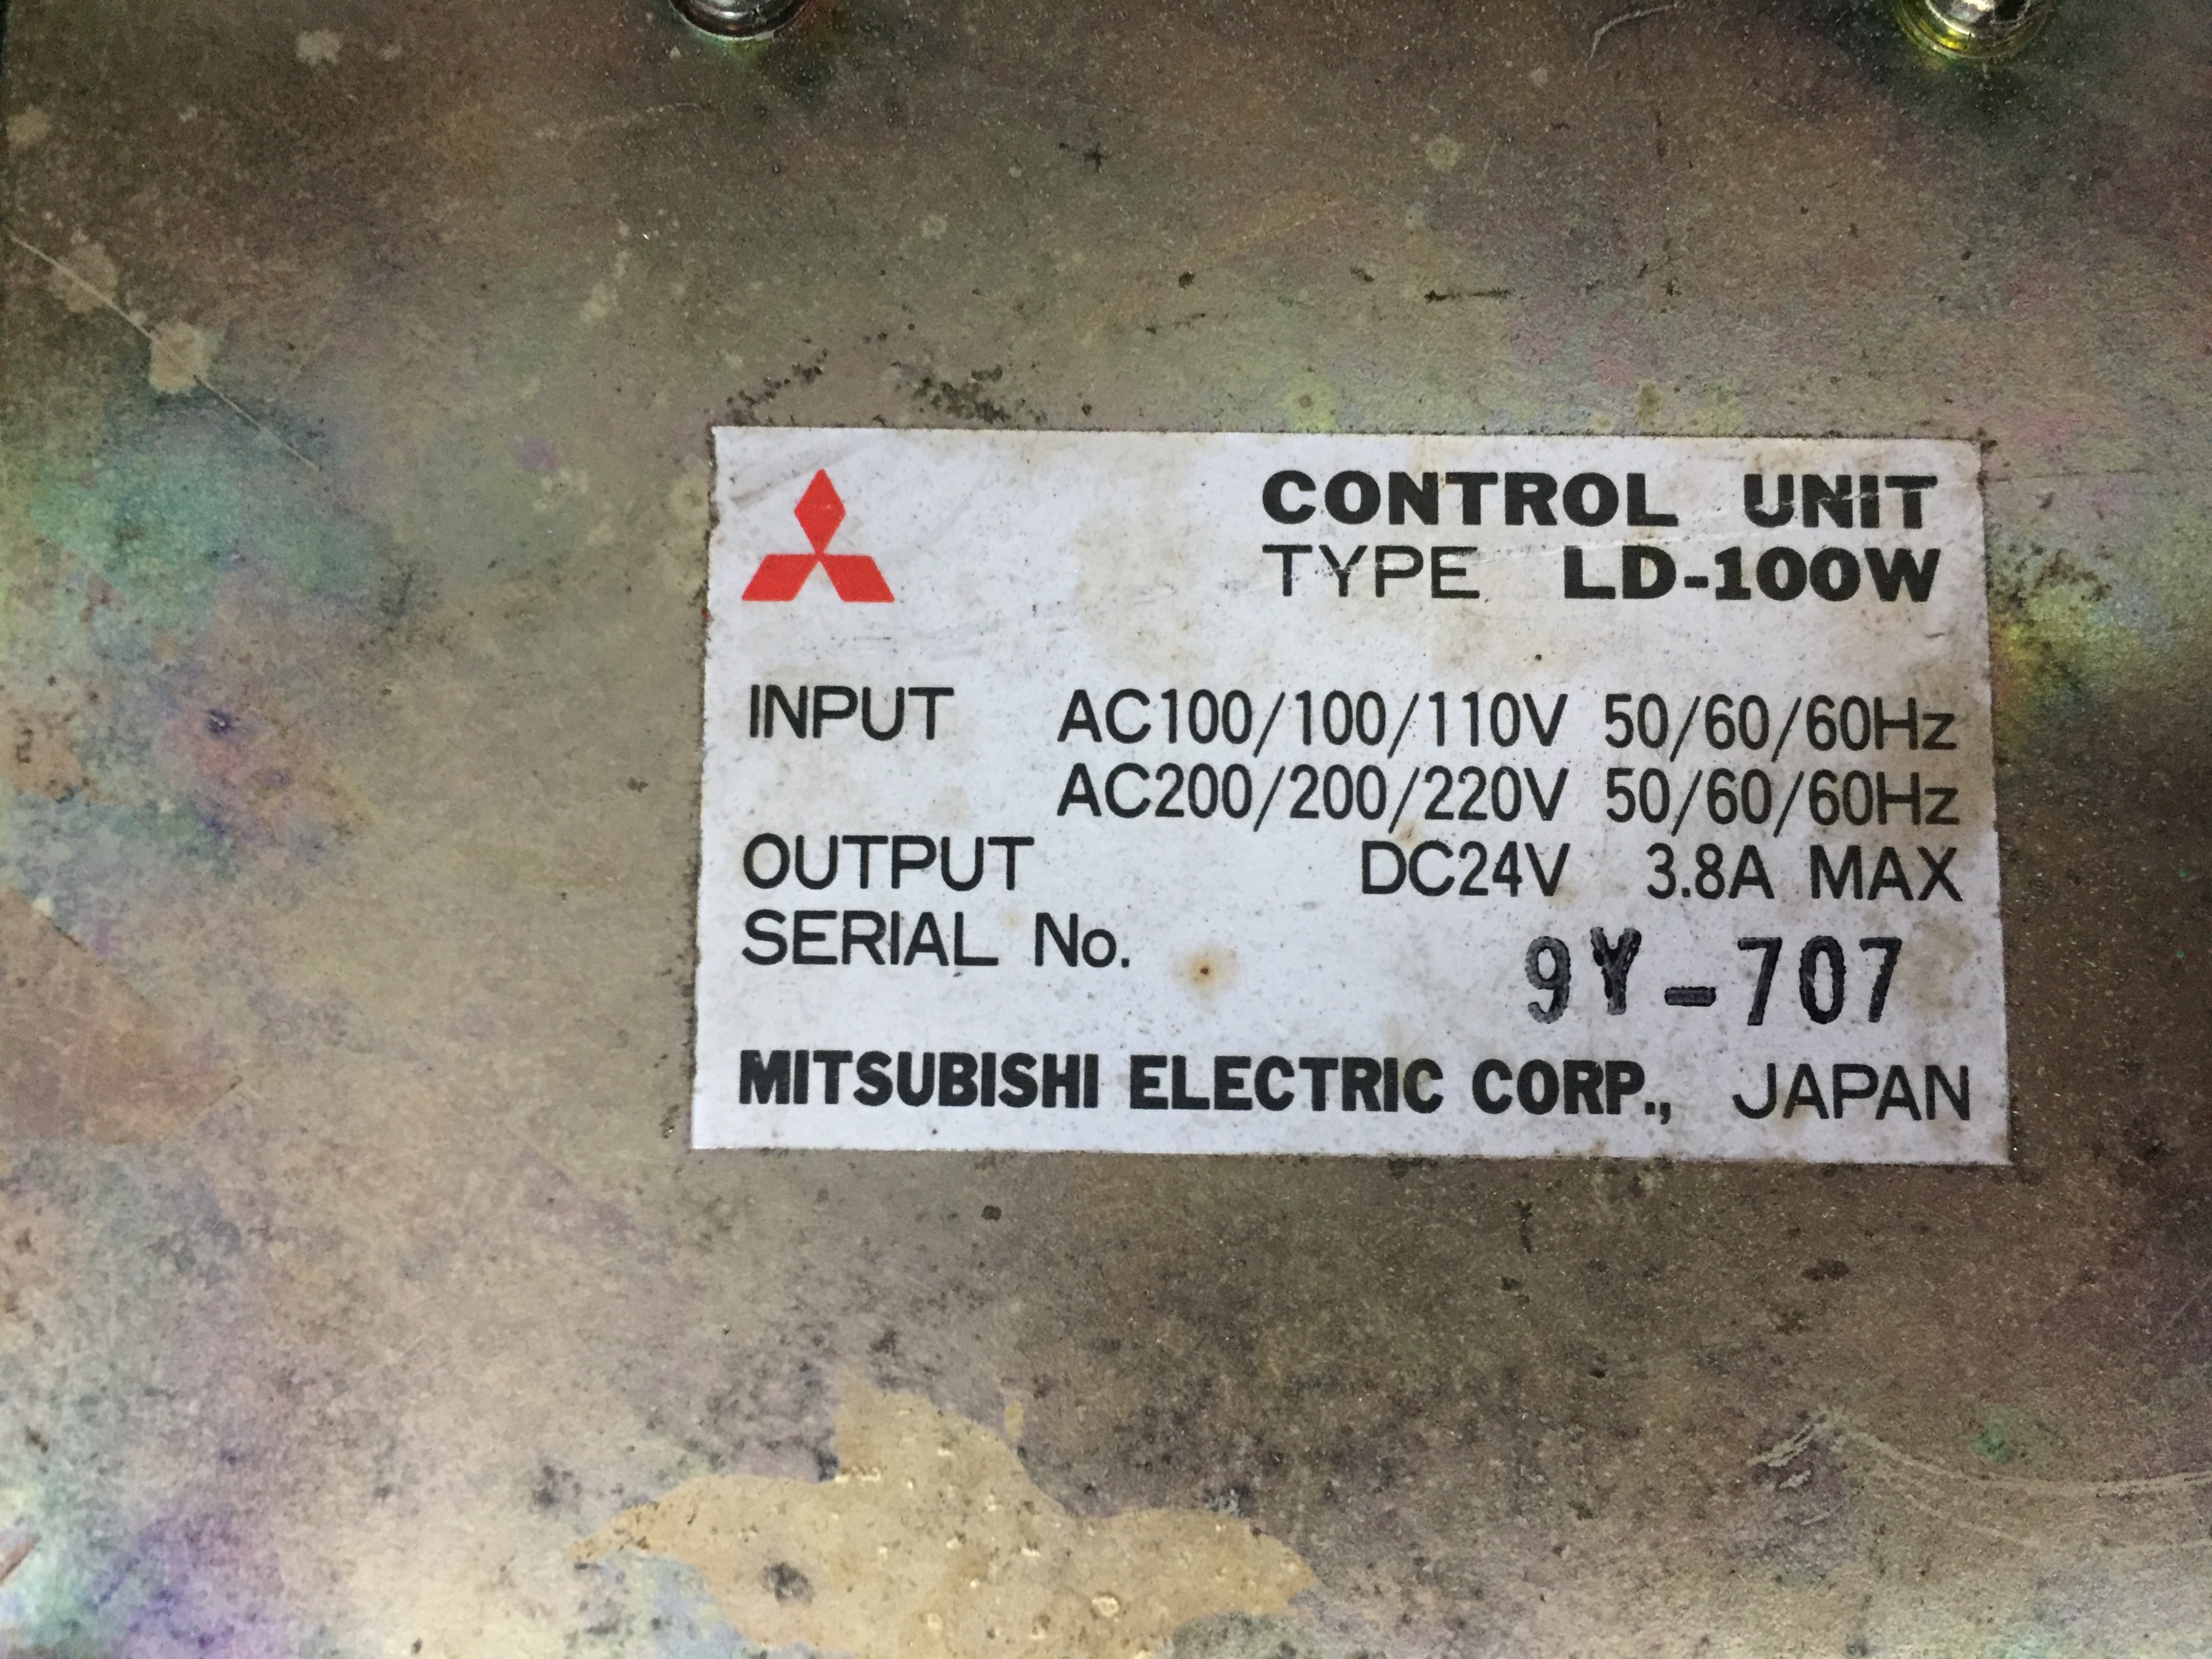 CONTROL UNIT
TYPE LD-100W
INPUT AC100/100/110V 50/60/60Hz
AC200/200/220V 50/60/60Hz
OUTPUT DC24V 3.8A MAX
SERIAL No. 9Y-707
MITSUBISHI ELECTRIC CORP., JAPAN